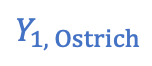 Y1, Ostrich